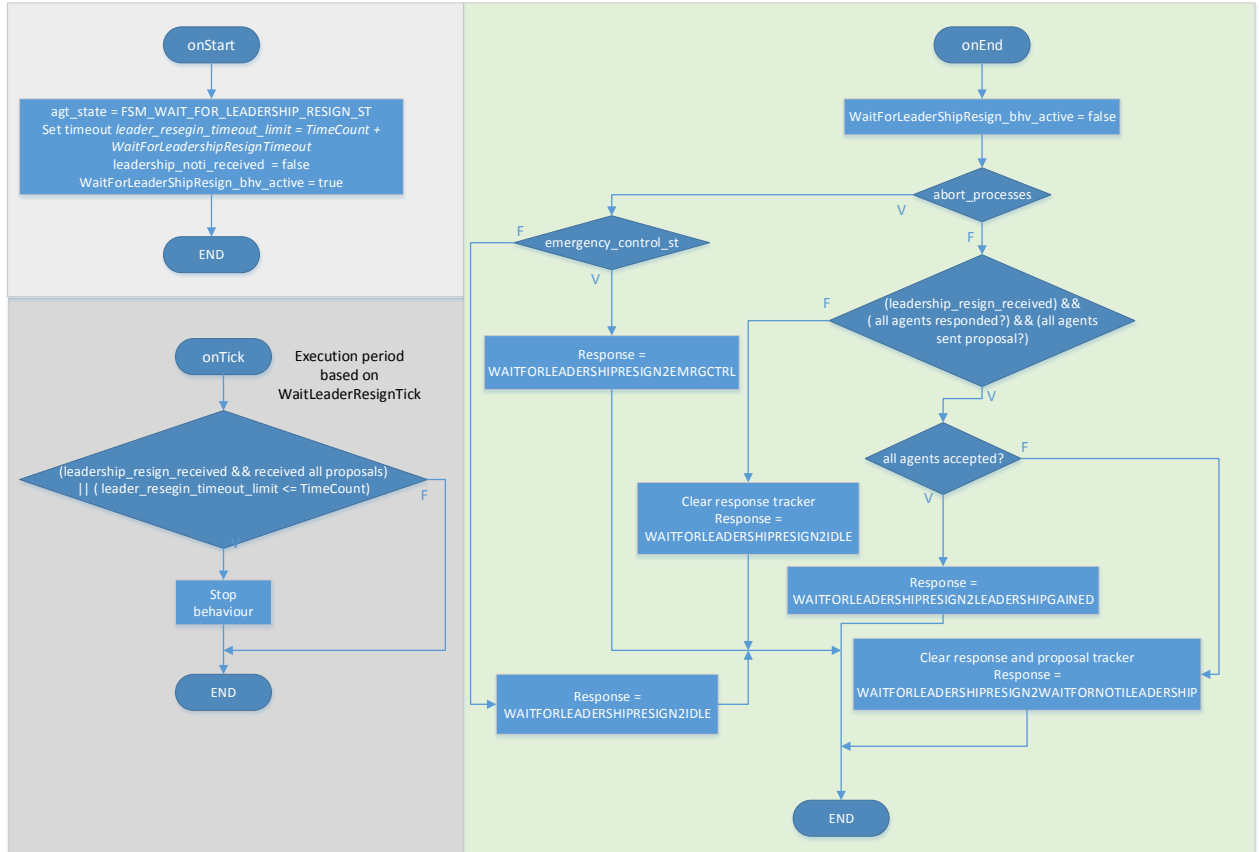 onStart
agt_state = FSM_WAIT_FOR_LEADERSHIP_RESIGN_ST
Set timeout leader_resegin_timeout_limit = TimeCount +
WaitForLeadershipResignTimeout
leadership_noti_received = false
WaitForLeaderShipResign_bhv_active = true
END
onTick
Execution period
based on
WaitLeaderResignTick
(leadership_resign_received && received all proposals)
|| ( leader_resegin_timeout_limit <= TimeCount)
F
V
Stop
behaviour
END
onEnd
WaitForLeaderShipResign_bhv_active = false
abort_processes
V
F
emergency_control_st
F
V
(leadership_resign_received) &&
( all agents responded?) && (all agents
sent proposal?)
F
V
Response =
WAITFORLEADERSHIPRESIGN2EMRGCTRL
all agents accepted?
F
V
Clear response tracker
Response =
WAITFORLEADERSHIPRESIGN2IDLE
Response =
WAITFORLEADERSHIPRESIGN2LEADERSHIPGAINED
Clear response and proposal tracker
Response =
WAITFORLEADERSHIPRESIGN2WAITFORNOTILEADERSHIP
Response =
WAITFORLEADERSHIPRESIGN2IDLE
END